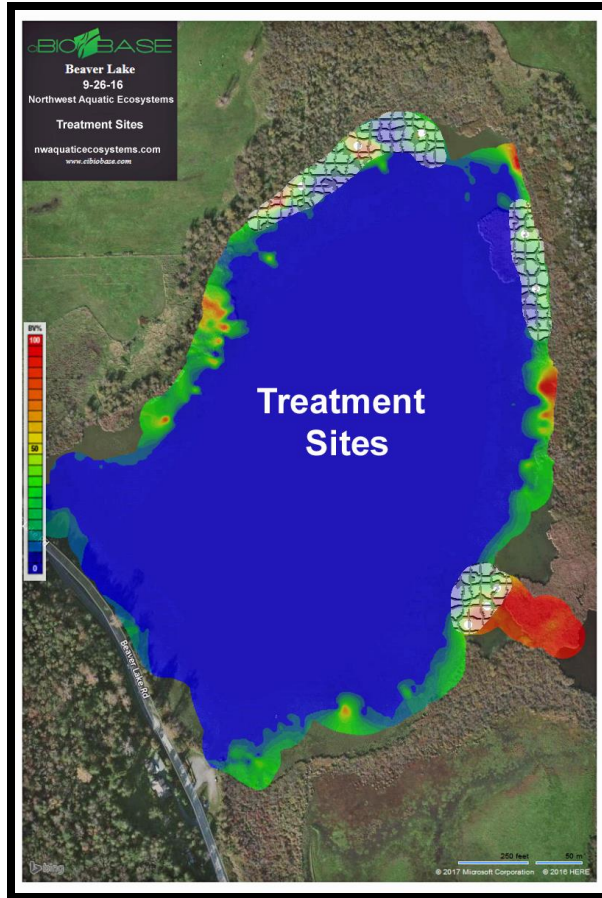 ciBIOBASE
Beaver Lake
9-26-16
Northwest Aquatic Ecosystems
Treatment Sites
nwaquaticecosystems.com
www.cibiobase.com
BV%
100
50
0
Treatment
Sites
Beaver Lake Rd
bing
250 feet 50 m
© 2017 Microsoft Corporation © 2016 HERE